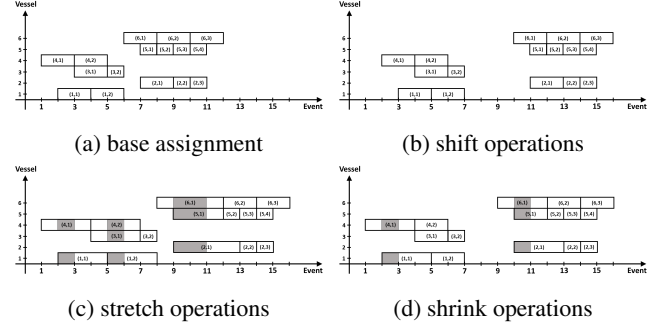 Vessel
6 (6,1) (6,2) (6,3)
5 (5,1) (5,2) (5,3) (5,4)
4 (4,1) (4,2)
3 (3,1) (3,2)
2 (2,1) (2,2) (2,3)
1 (1,1) (1,2)
1 3 5 7 9 11 13 15 Event
(a) base assignment
Vessel
6 (6,1) (6,2) (6,3)
5 (5,1) (5,2) (5,3) (5,4)
4 (4,1) (4,2)
3 (3,1) (3,2)
2 (2,1) (2,2) (2,3)
1 (1,1) (1,2)
1 3 5 7 9 11 13 15 Event
(b) shift operations
Vessel
6 (6,1) (6,2) (6,3)
5 (5,1) (5,2) (5,3) (5,4)
4 (4,1) (4,2)
3 (3,1) (3,2)
2 (2,1) (2,2) (2,3)
1 (1,1) (1,2)
1 3 5 7 9 11 13 15 Event
(c) stretch operations
Vessel
6 (6,1) (6,2) (6,3)
5 (5,1) (5,2) (5,3) (5,4)
4 (4,1) (4,2)
3 (3,1) (3,2)
2 (2,1) (2,2) (2,3)
1 (1,1) (1,2)
1 3 5 7 9 11 13 15 Event
(d) shrink operations